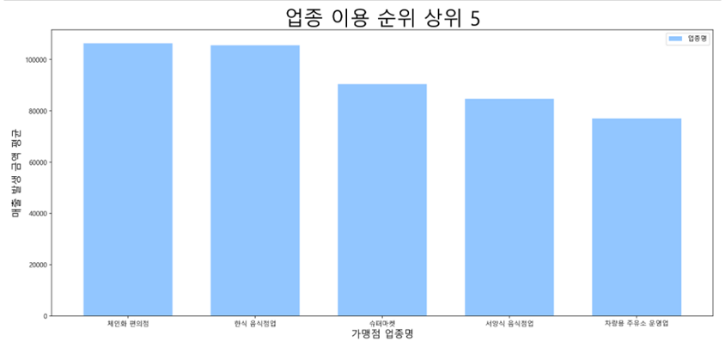 업종 이용 순위 상위 5
업종명
매출 발생 금액 평균
100000
80000
60000
40000
20000
0
체인화 편의점
한식 음식점업
슈퍼마켓
서양식 음식점업
차량용 주유소 운영업
가맹점 업종명